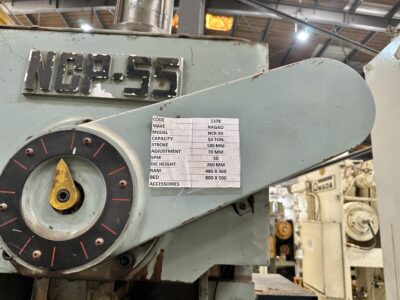 NCP-55
CODE 1378
MAKE NAGAO
MODEL NCP-55
CAPACITY 55 TON
STROKE 100 MM
ADJUSTMENT 70 MM
SPM 50
DIE HEIGHT 260 MM
RAM 480 X 360
BED 800 X 500
ACCESSORIES